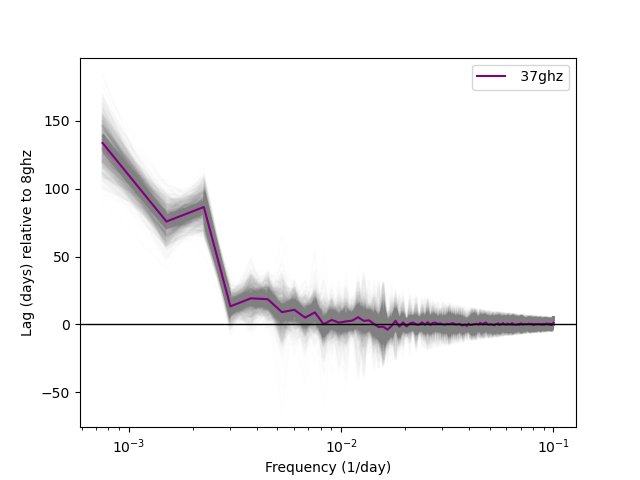 37ghz
150
100
50
0
−50
Lag (days) relative to 8ghz
10⁻³
10⁻²
10⁻¹
Frequency (1/day)